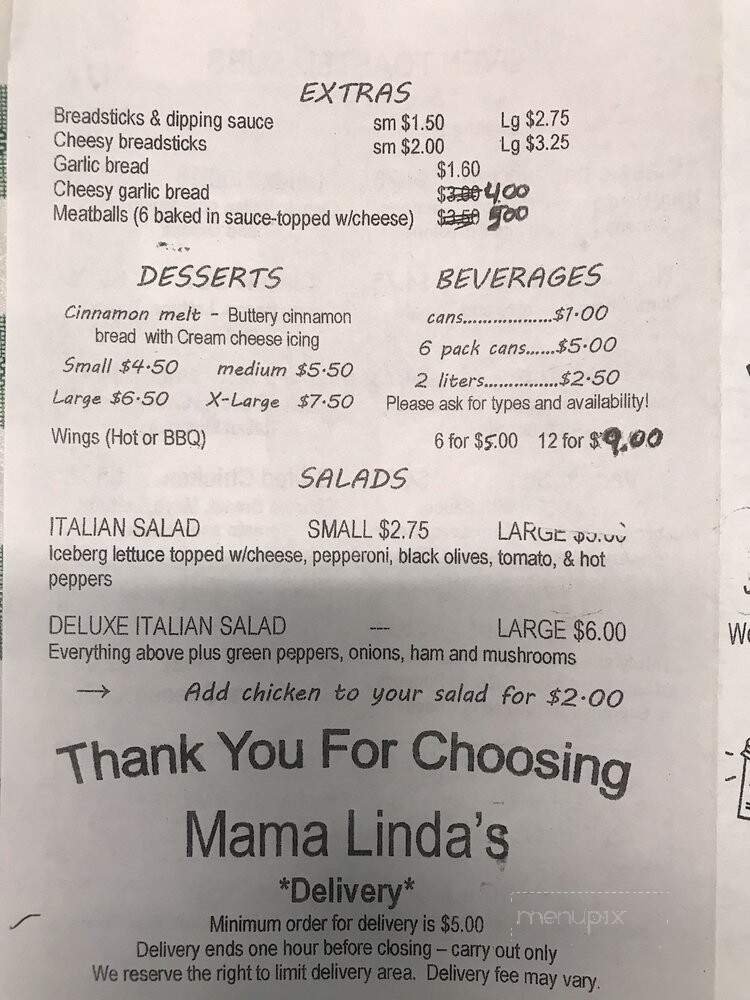 EXTRAS
Breadsticks & dipping sauce sm $1.50 Lg $2.75
Cheesy breadsticks sm $2.00 Lg $3.25
Garlic bread $1.60
Cheesy garlic bread $3.00 4.00
Meatballs (6 baked in sauce-topped w/cheese) $3.50 500
DESSERTS
Cinnamon melt - Buttery cinnamon
bread with Cream cheese icing
Small $4.50 medium $5.50
Large $6.50 X-Large $7.50
BEVERAGES
cans..................$1.00
6 pack cans......$5.00
2 liters...............$2.50
Please ask for types and availability!
Wings (Hot or BBQ) 6 for $5.00 12 for $9.00
SALADS
ITALIAN SALAD SMALL $2.75 LARGE
Iceberg lettuce topped w/cheese, pepperoni, black olives, tomato, & hot
peppers
DELUXE ITALIAN SALAD --- LARGE $6.00
Everything above plus green peppers, onions, ham and mushrooms
→ Add chicken to your salad for $2.00
Thank You For Choosing
Mama Linda's
*Delivery*
Minimum order for delivery is $5.00
Delivery ends one hour before closing – carry out only
We reserve the right to limit delivery area. Delivery fee may vary.
menupix